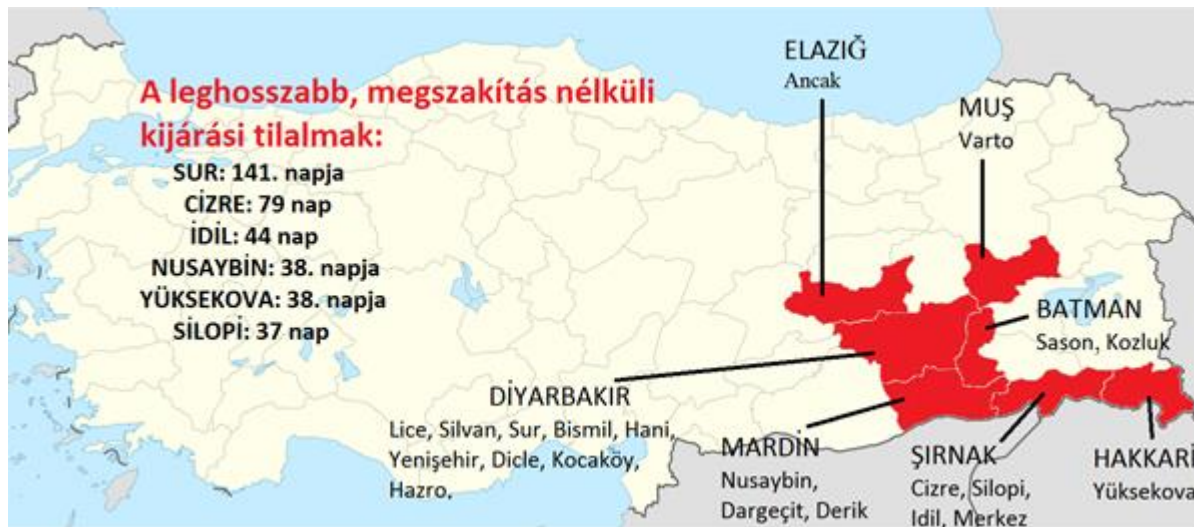 A leghosszabb, megszakítás nélküli
kijárási tilalmak:
SUR: 141. napja
CİZRE: 79 nap
İDİL: 44 nap
NUSAYBİN: 38. napja
YÜKSEKOVA: 38. napja
SİLOPİ: 37 nap
ELAZIĞ
Ancak
MUŞ
Varto
BATMAN
Sason, Kozluk
DİYARBAKIR
Lice, Silvan, Sur, Bismil, Hani,
Yenişehir, Dicle, Kocaköy,
Hazro.
MARDİN
Nusaybin,
Dargeçit, Derik
ŞIRNAK
Cizre, Silopi,
Idil, Merkez
HAKKARİ
Yüksekova